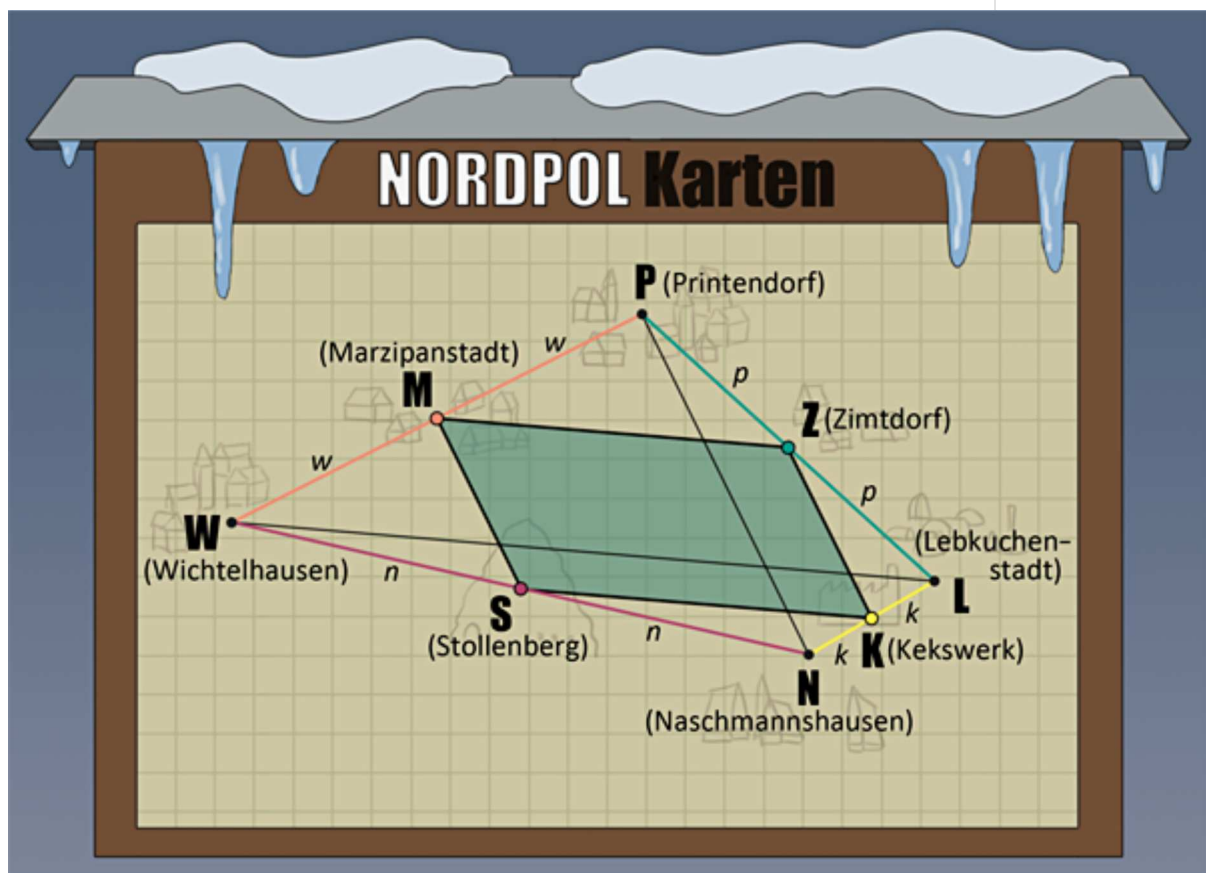 NORDPOL Karten
P (Printendorf)
w
(Marzipanstadt)
M
p
Z (Zimtdorf)
w
p
W
(Wichtelhausen)
n
(Lebkuchen-
stadt)
L
S
(Stollenberg)
n
k
k
K (Kekswerk)
N
(Naschmannshausen)